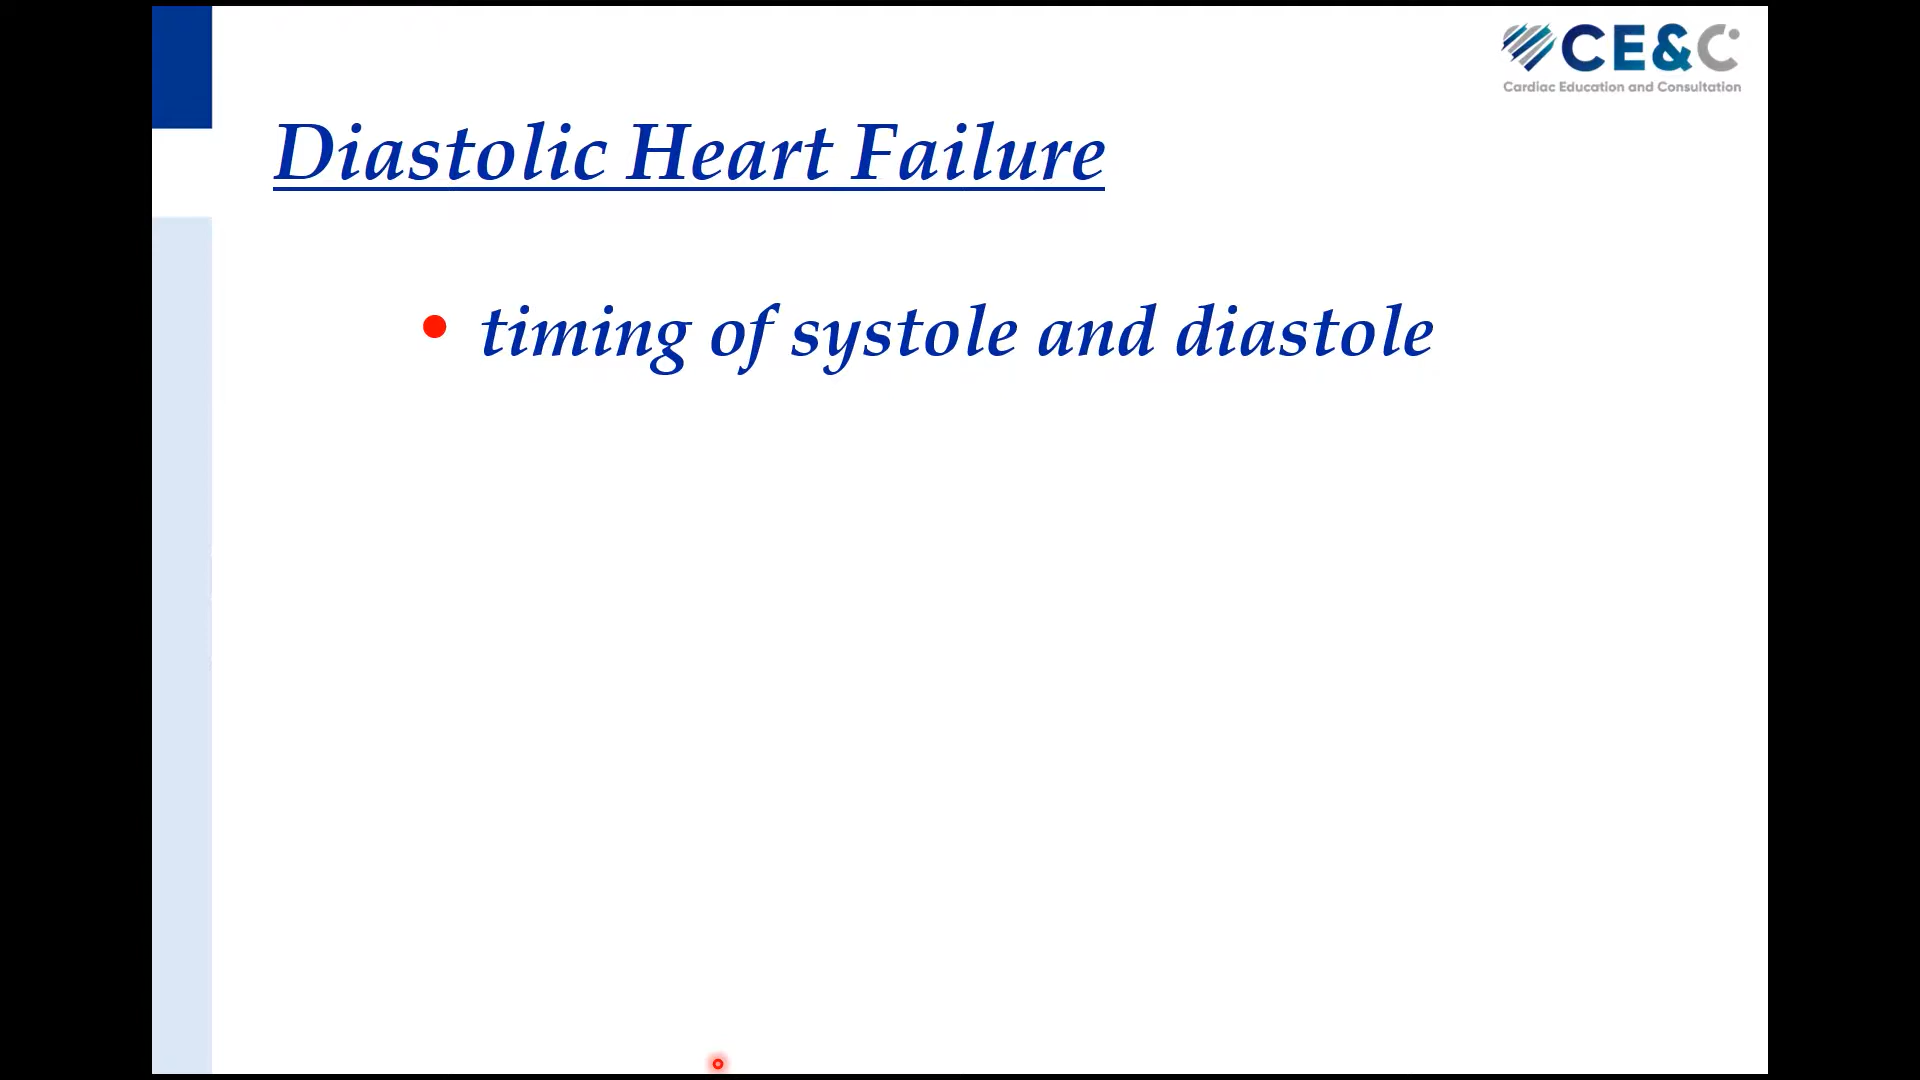 CE&C
Cardiac Education and Consultation
Diastolic Heart Failure
• timing of systole and diastole